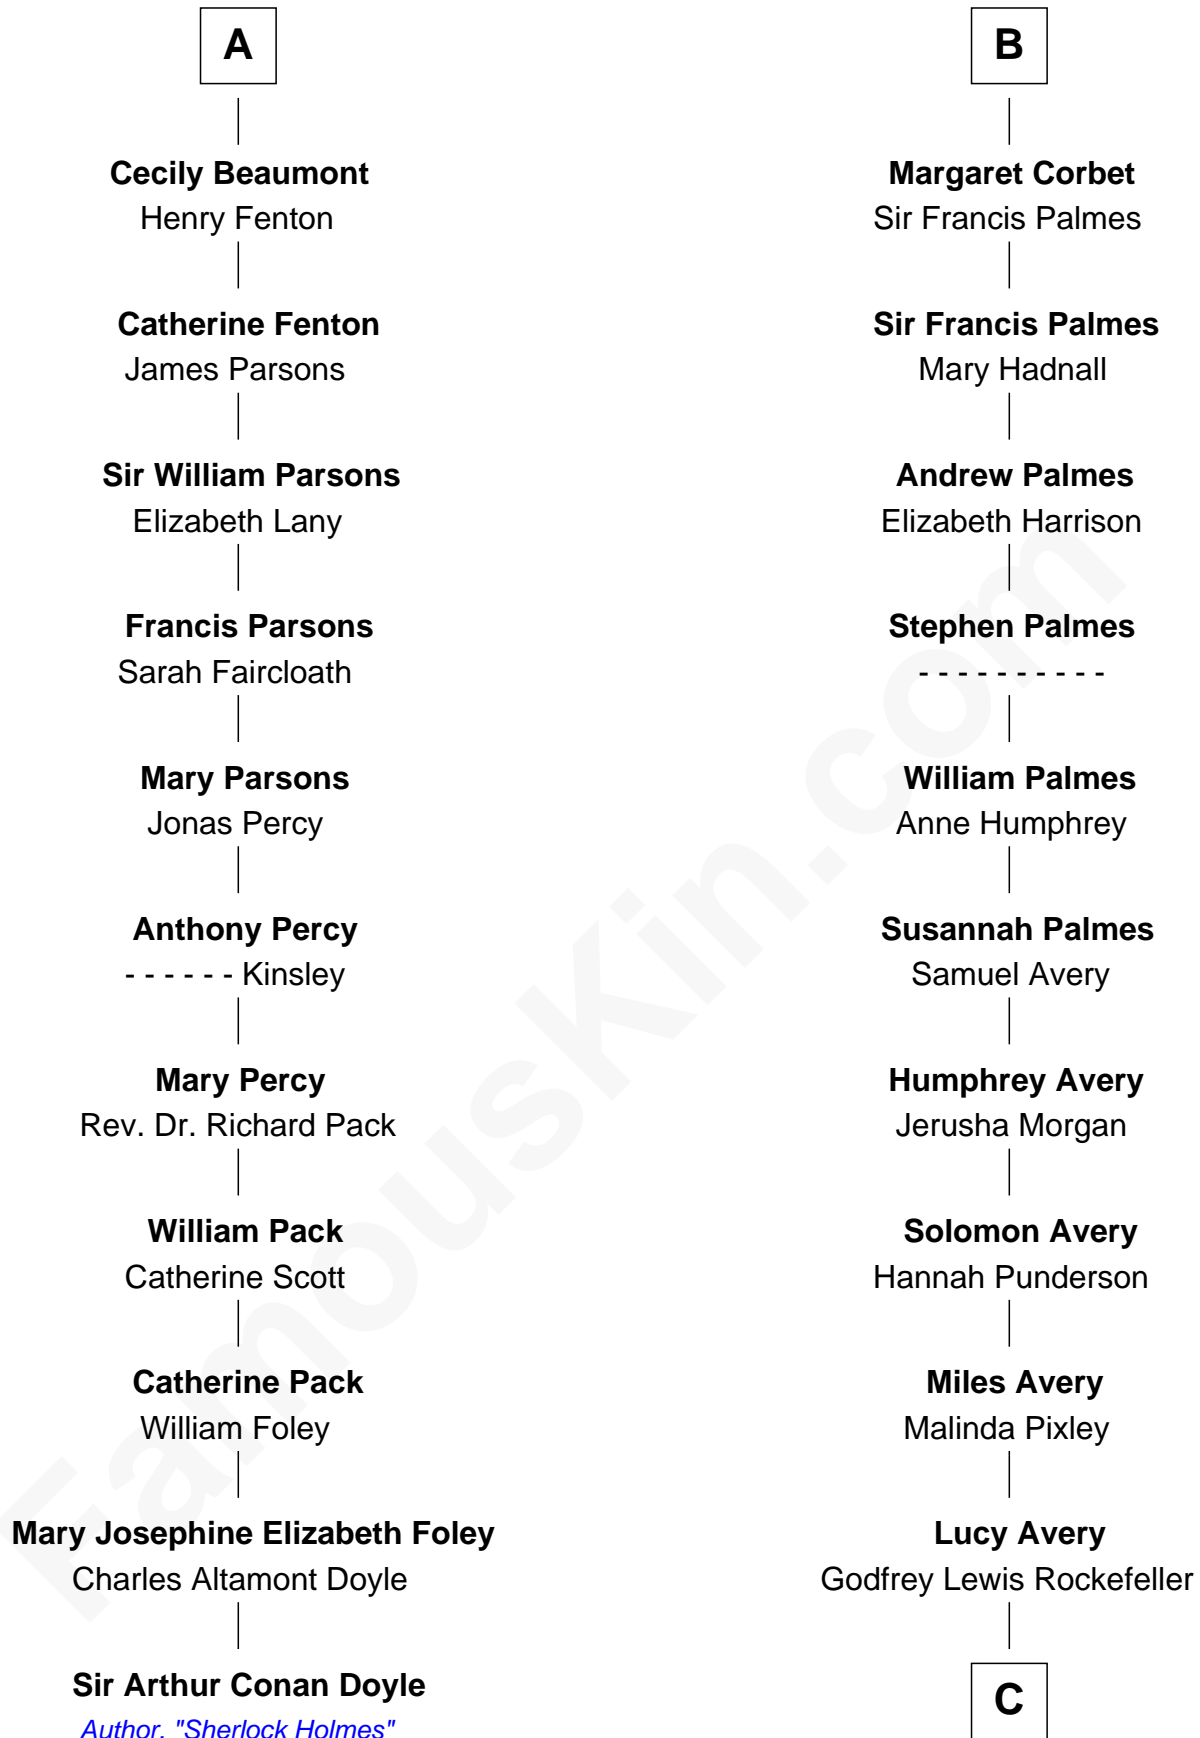 A
Cecily Beaumont
Henry Fenton
Catherine Fenton
James Parsons
Sir William Parsons
Elizabeth Lany
Francis Parsons
Sarah Faircloath
Mary Parsons
Jonas Percy
Anthony Percy
- - - - - - Kinsley
Mary Percy
Rev. Dr. Richard Pack
William Pack
Catherine Scott
Catherine Pack
William Foley
Mary Josephine Elizabeth Foley
Charles Altamont Doyle
Sir Arthur Conan Doyle
Author, "Sherlock Holmes"
B
Margaret Corbet
Sir Francis Palmes
Sir Francis Palmes
Mary Hadnall
Andrew Palmes
Elizabeth Harrison
Stephen Palmes
- - - - - - - - - -
William Palmes
Anne Humphrey
Susannah Palmes
Samuel Avery
Humphrey Avery
Jerusha Morgan
Solomon Avery
Hannah Punderson
Miles Avery
Malinda Pixley
Lucy Avery
Godfrey Lewis Rockefeller
C
FamousKin.com